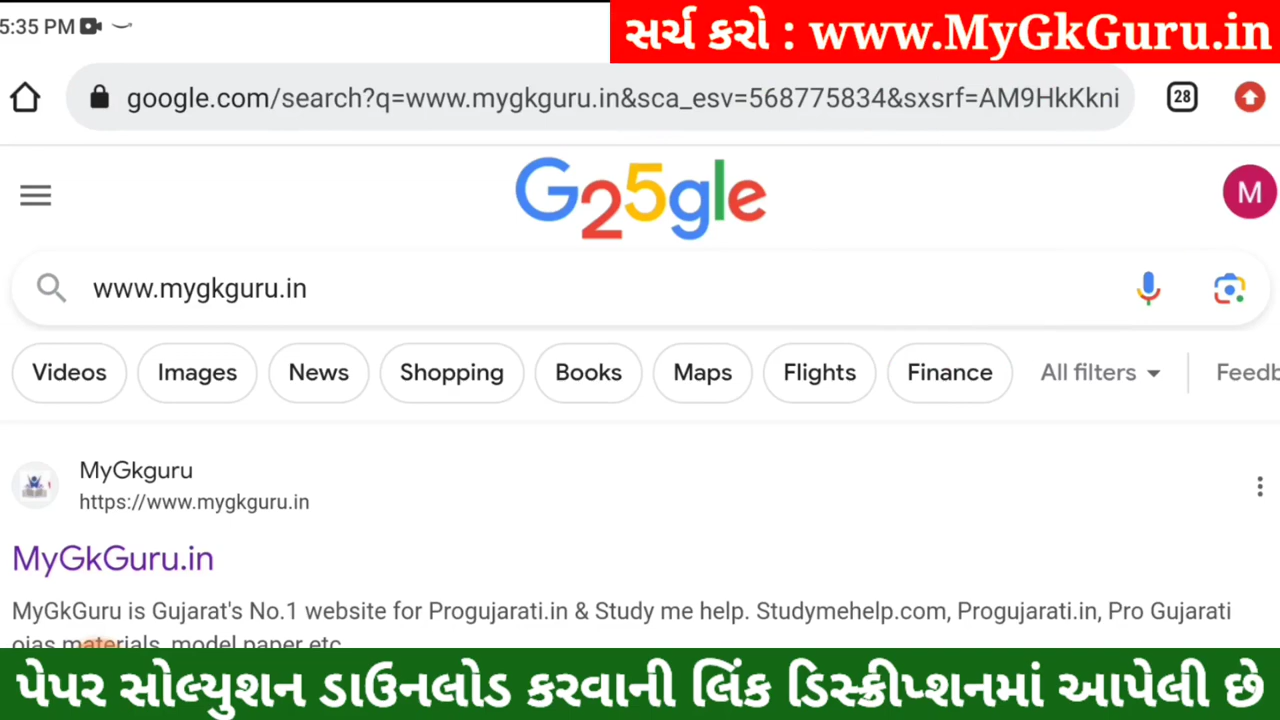 5:35 PM
સર્ચ કરો : www.MyGkGuru.in
google.com/search?q=www.mygkguru.in&sca_esv=568775834&sxsrf=AM9HkKkni
28
G25gle
M
www.mygkguru.in
Videos Images News Shopping Books Maps Flights Finance All filters Feedb
MyGkguru
https://www.mygkguru.in
MyGkGuru.in
MyGkGuru is Gujarat's No.1 website for Progujarati.in & Study me help. Studymehelp.com, Progujarati.in, Pro Gujarati
ojas materials, model paper etc
પેપર સોલ્યુશન ડાઉનલોડ કરવાની લિંક ડિસ્ક્રીપ્શનમાં આપેલી છે